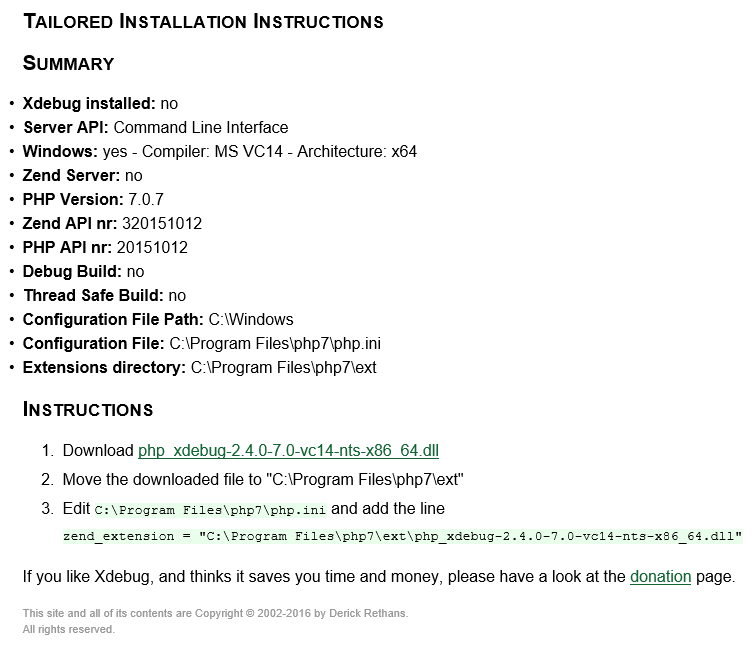 TAILORED INSTALLATION INSTRUCTIONS
SUMMARY
• Xdebug installed: no
• Server API: Command Line Interface
• Windows: yes - Compiler: MS VC14 - Architecture: x64
• Zend Server: no
• PHP Version: 7.0.7
• Zend API nr: 320151012
• PHP API nr: 20151012
• Debug Build: no
• Thread Safe Build: no
• Configuration File Path: C:\Windows
• Configuration File: C:\Program Files\php7\php.ini
• Extensions directory: C:\Program Files\php7\ext
INSTRUCTIONS
1. Download php_xdebug-2.4.0-7.0-vc14-nts-x86_64.dll
2. Move the downloaded file to "C:\Program Files\php7\ext"
3. Edit C:\Program Files\php7\php.ini and add the line
zend_extension = "C:\Program Files\php7\ext\php_xdebug-2.4.0-7.0-vc14-nts-x86_64.dll"
If you like Xdebug, and thinks it saves you time and money, please have a look at the donation page.
This site and all of its contents are Copyright © 2002-2016 by Derick Rethans.
All rights reserved.